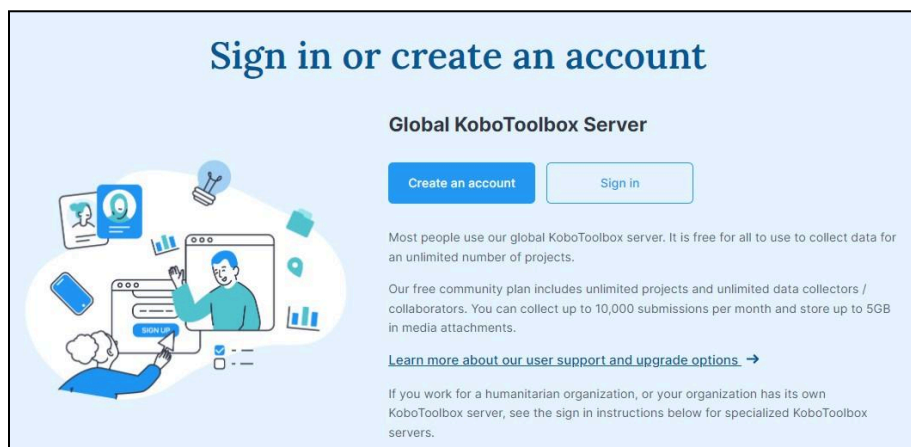 Sign in or create an account
Global KoboToolbox Server
Create an account
Sign in
Most people use our global KoboToolbox server. It is free for all to use to collect data for
an unlimited number of projects.
Our free community plan includes unlimited projects and unlimited data collectors /
collaborators. You can collect up to 10,000 submissions per month and store up to 5GB
in media attachments.
SIGN UP
Learn more about our user support and upgrade options →
If you work for a humanitarian organization, or your organization has its own
KoboToolbox server, see the sign in instructions below for specialized KoboToolbox
servers.